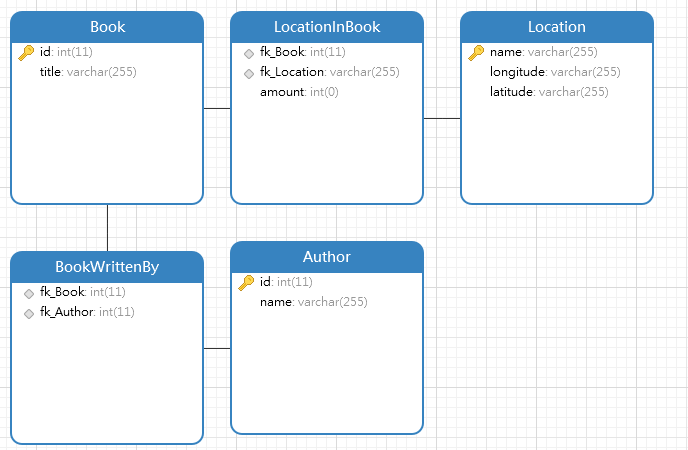 Book
id: int(11)
title: varchar(255)
LocationInBook
fk_Book: int(11)
fk_Location: varchar(255)
amount: int(0)
Location
name: varchar(255)
longitude: varchar(255)
latitude: varchar(255)
BookWrittenBy
fk_Book: int(11)
fk_Author: int(11)
Author
id: int(11)
name: varchar(255)